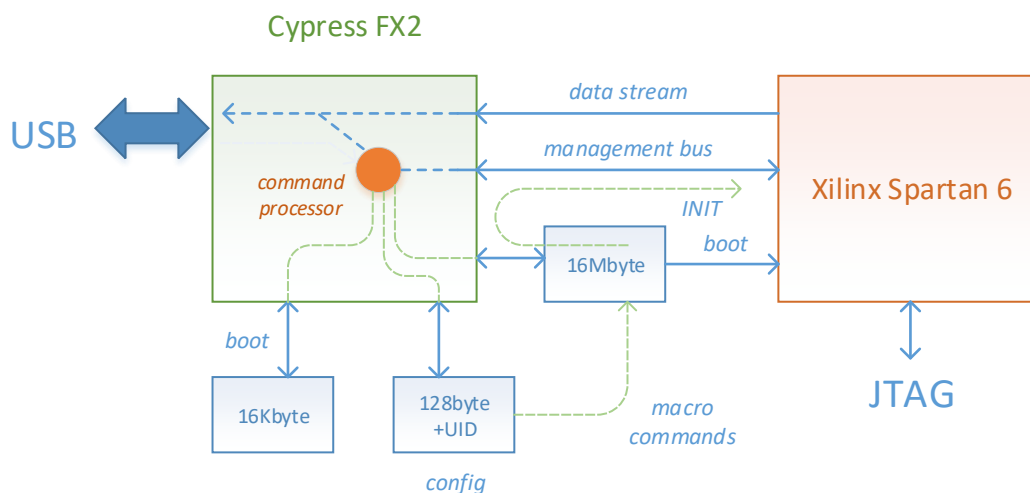 Cypress FX2
USB
data stream
management bus
command
processor
INIT
Xilinx Spartan 6
16Mbyte
boot
boot
16Kbyte
128byte
+UID
macro
commands
JTAG
config